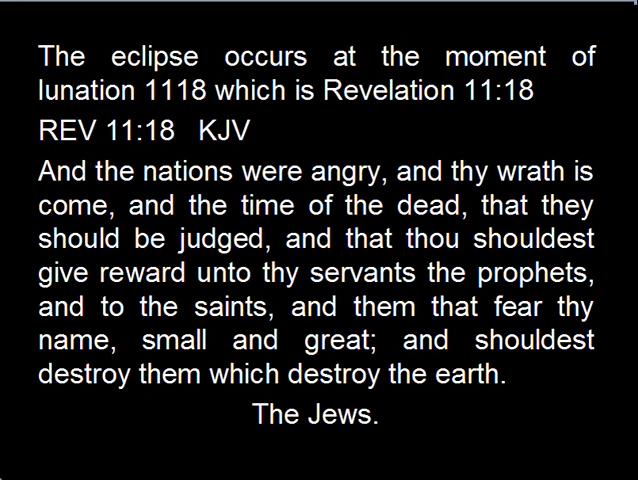 The eclipse occurs at the moment of
lunation 1118 which is Revelation 11:18
REV 11:18 KJV
And the nations were angry, and thy wrath is
come, and the time of the dead, that they
should be judged, and that thou shouldest
give reward unto thy servants the prophets,
and to the saints, and them that fear thy
name, small and great; and shouldest
destroy them which destroy the earth.
The Jews.